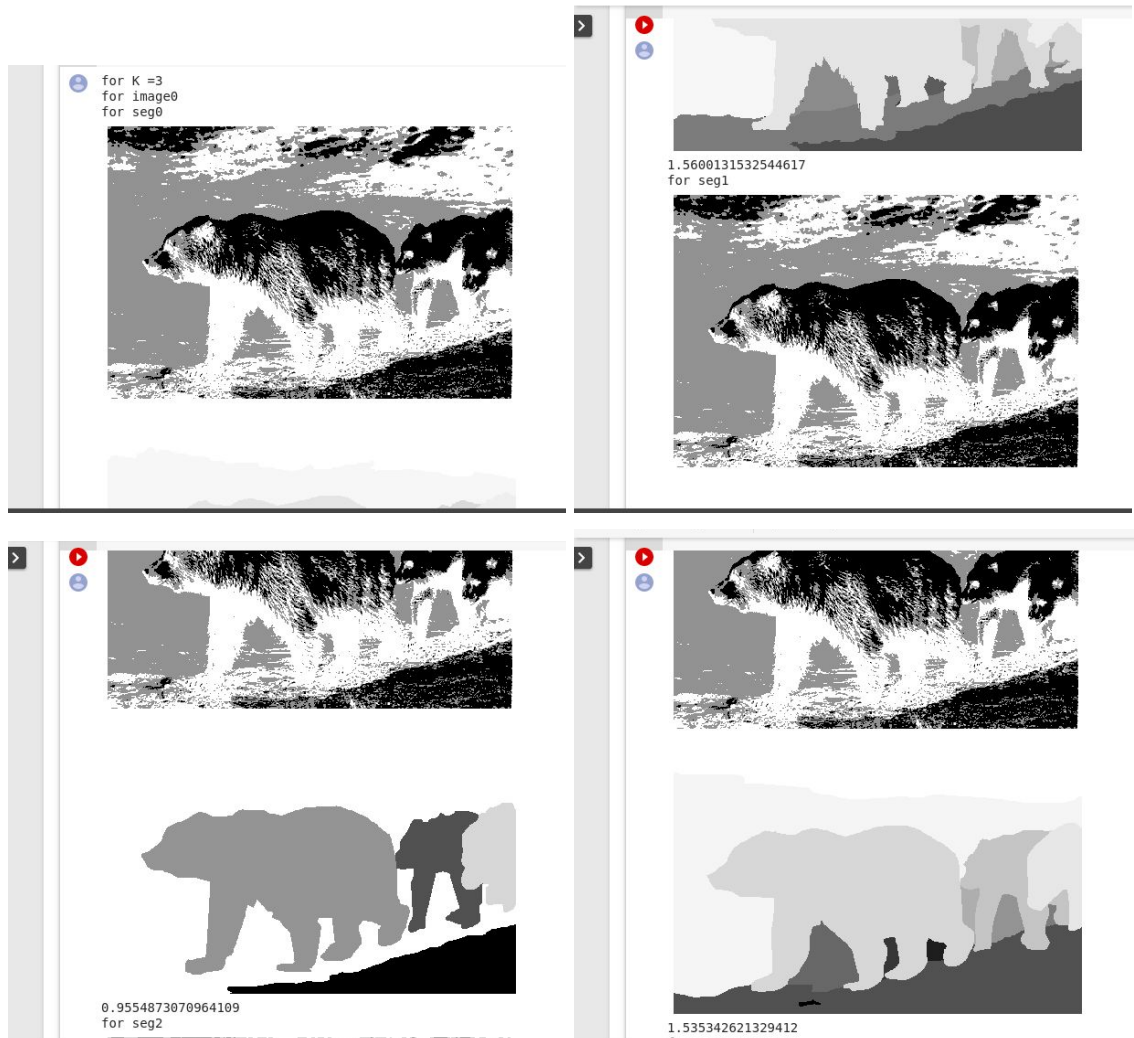 for K =3
for image0
for seg0
1.5600131532544617
for seg1
0.9554873070964109
for seg2
1.535342621329412